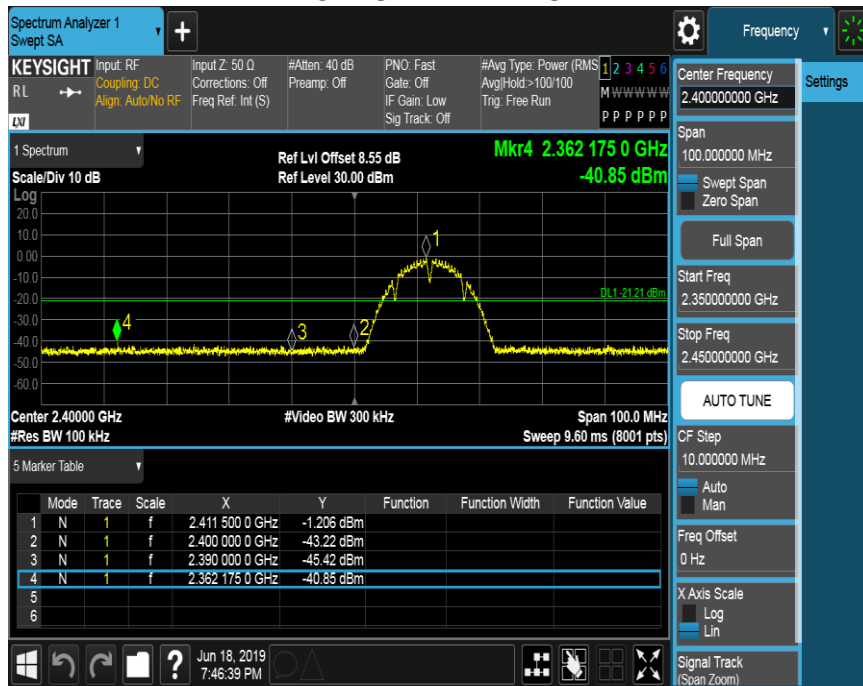 Spectrum Analyzer 1
Swept SA
Frequency
KEYSIGHT
RL
LXI
Input: RF
Coupling: DC
Align: Auto/No RF
Input Z: 50 Ω
Corrections: Off
Freq Ref: Int (S)
#Atten: 40 dB
Preamp: Off
PNO: Fast
Gate: Off
IF Gain: Low
Sig Track: Off
#Avg Type: Power (RMS
Avg|Hold:>100/100
Trig: Free Run
1 2 3 4 5 6
M W W W W W
P P P P P P
1 Spectrum
Scale/Div 10 dB
Ref Lvl Offset 8.55 dB
Ref Level 30.00 dBm
Mkr4 2.362 175 0 GHz
-40.85 dBm
Log
20.0
10.0
0.00
-10.0
-20.0
-30.0
-40.0
-50.0
-60.0
1
2
3
4
DL1 -21.21 dBm
Center 2.40000 GHz
#Video BW 300 kHz
Span 100.0 MHz
#Res BW 100 kHz
Sweep 9.60 ms (8001 pts)
5 Marker Table
Mode Trace Scale X Y Function Function Width Function Value
1 N 1 f 2.411 500 0 GHz -1.206 dBm
2 N 1 f 2.400 000 0 GHz -43.22 dBm
3 N 1 f 2.390 000 0 GHz -45.42 dBm
4 N 1 f 2.362 175 0 GHz -40.85 dBm
5
6
?
Jun 18, 2019
7:46:39 PM
Center Frequency
2.400000000 GHz
Settings
Span
100.000000 MHz
Swept Span
Zero Span
Full Span
Start Freq
2.350000000 GHz
Stop Freq
2.450000000 GHz
AUTO TUNE
CF Step
10.000000 MHz
Auto
Man
Freq Offset
0 Hz
X Axis Scale
Log
Lin
Signal Track
(Span Zoom)